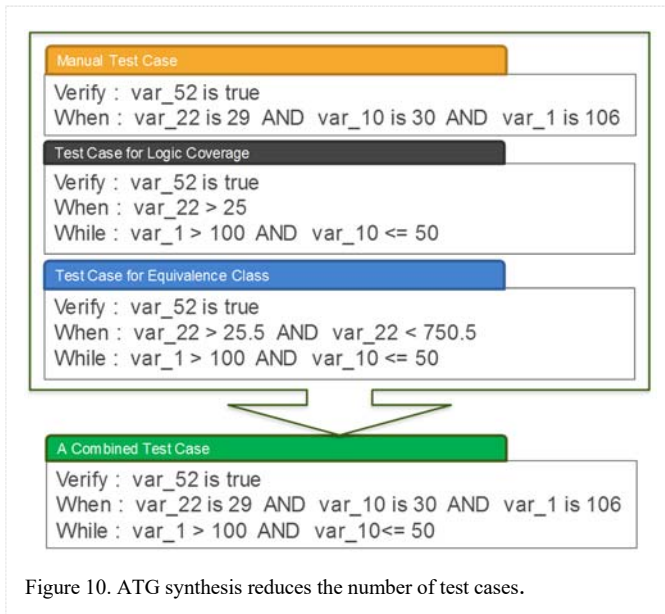 Manual Test Case
Verify : var_52 is true
When : var_22 is 29 AND var_10 is 30 AND var_1 is 106
Test Case for Logic Coverage
Verify : var_52 is true
When : var_22 > 25
While : var_1 > 100 AND var_10 <= 50
Test Case for Equivalence Class
Verify : var_52 is true
When : var_22 > 25.5 AND var_22 < 750.5
While : var_1 > 100 AND var_10 <= 50
A Combined Test Case
Verify : var_52 is true
When : var_22 is 29 AND var_10 is 30 AND var_1 is 106
While : var_1 > 100 AND var_10<= 50
Figure 10. ATG synthesis reduces the number of test cases.